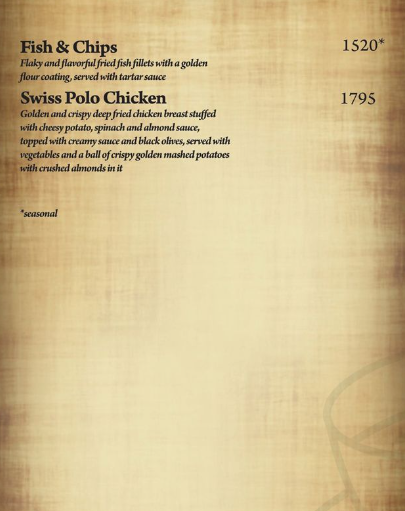 Fish & Chips 1520*
Flaky and flavorful fried fish fillets with a golden
flour coating, served with tartar sauce
Swiss Polo Chicken 1795
Golden and crispy deep fried chicken breast stuffed
with cheesy potato, spinach and almond sauce,
topped with creamy sauce and black olives, served with
vegetables and a ball of crispy golden mashed potatoes
with crushed almonds in it
*seasonal